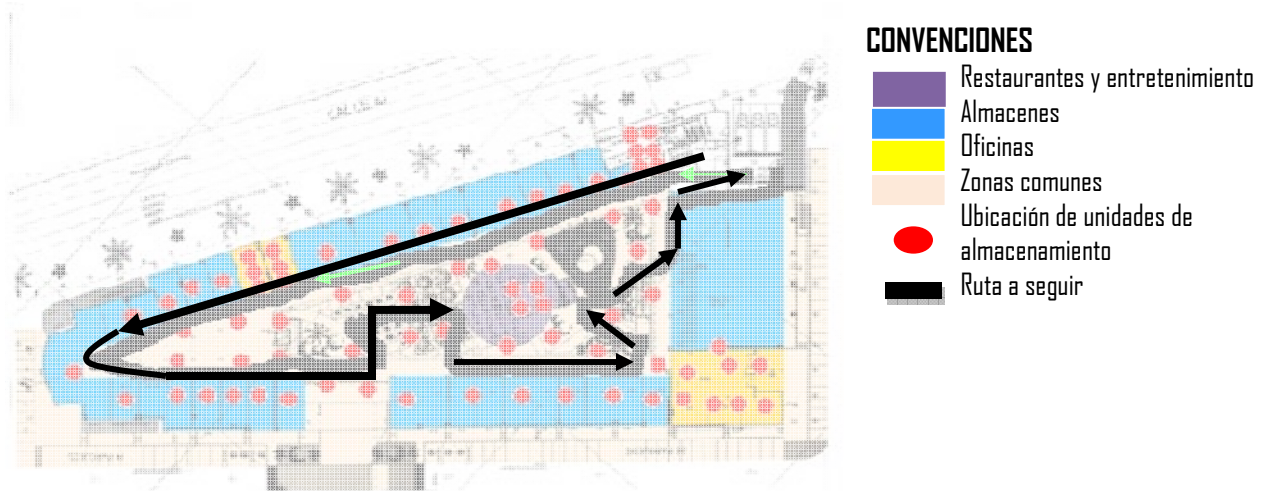 CONVENCIONES
Restaurantes y entretenimiento
Almacenes
Oficinas
Zonas comunes
Ubicación de unidades de
almacenamiento
Ruta a seguir